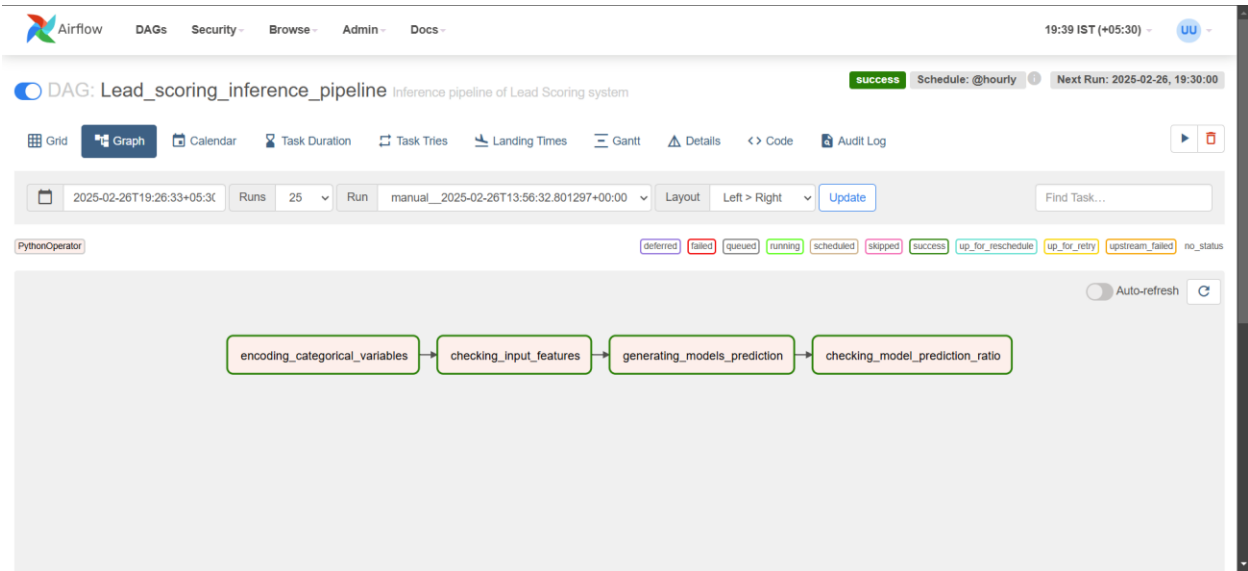 Airflow DAGs Security Browse Admin Docs 19:39 IST (+05:30) UU
DAG: Lead_scoring_inference_pipeline Inference pipeline of Lead Scoring system success Schedule: @hourly i Next Run: 2025-02-26, 19:30:00
Grid Graph Calendar Task Duration Task Tries Landing Times Gantt Details <> Code Audit Log
2025-02-26T19:26:33+05:30 Runs 25 Run manual__2025-02-26T13:56:32.801297+00:00 Layout Left > Right Update Find Task...
PythonOperator deferred failed queued running scheduled skipped success up_for_reschedule up_for_retry upstream_failed no_status
Auto-refresh
encoding_categorical_variables checking_input_features generating_models_prediction checking_model_prediction_ratio